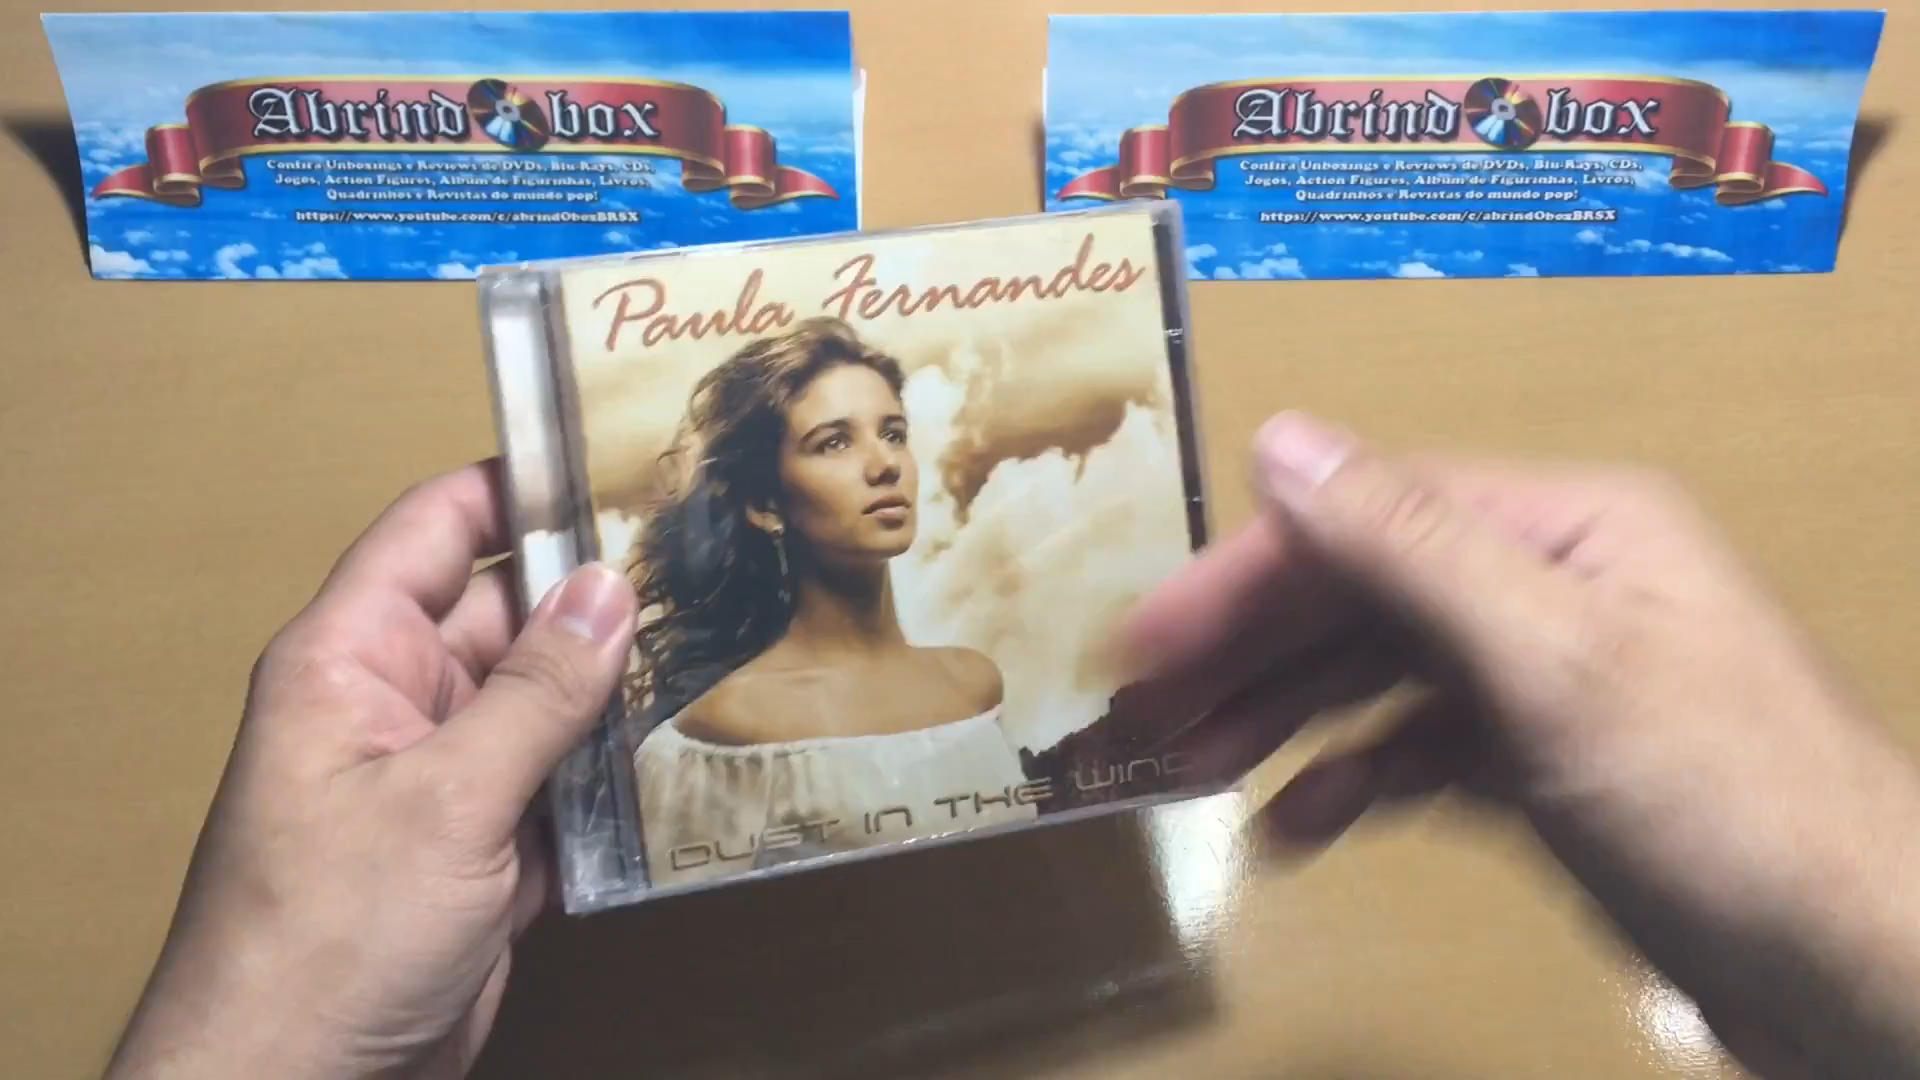 Abrind box
Confira Unboxings e Reviews de DVDs, Blu-Rays, CDs,
Jogos, Action Figures, Álbum de Figurinhas, Livros,
Quadrinhos e Revistas do mundo pop!
https://www.youtube.com/c/abrindOboxBRSX
Abrind box
Confira Unboxings e Reviews de DVDs, Blu-Rays, CDs,
Jogos, Action Figures, Álbum de Figurinhas, Livros,
Quadrinhos e Revistas do mundo pop!
https://www.youtube.com/c/abrindOboxBRSX
Paula Fernandes
DUST IN THE WIND